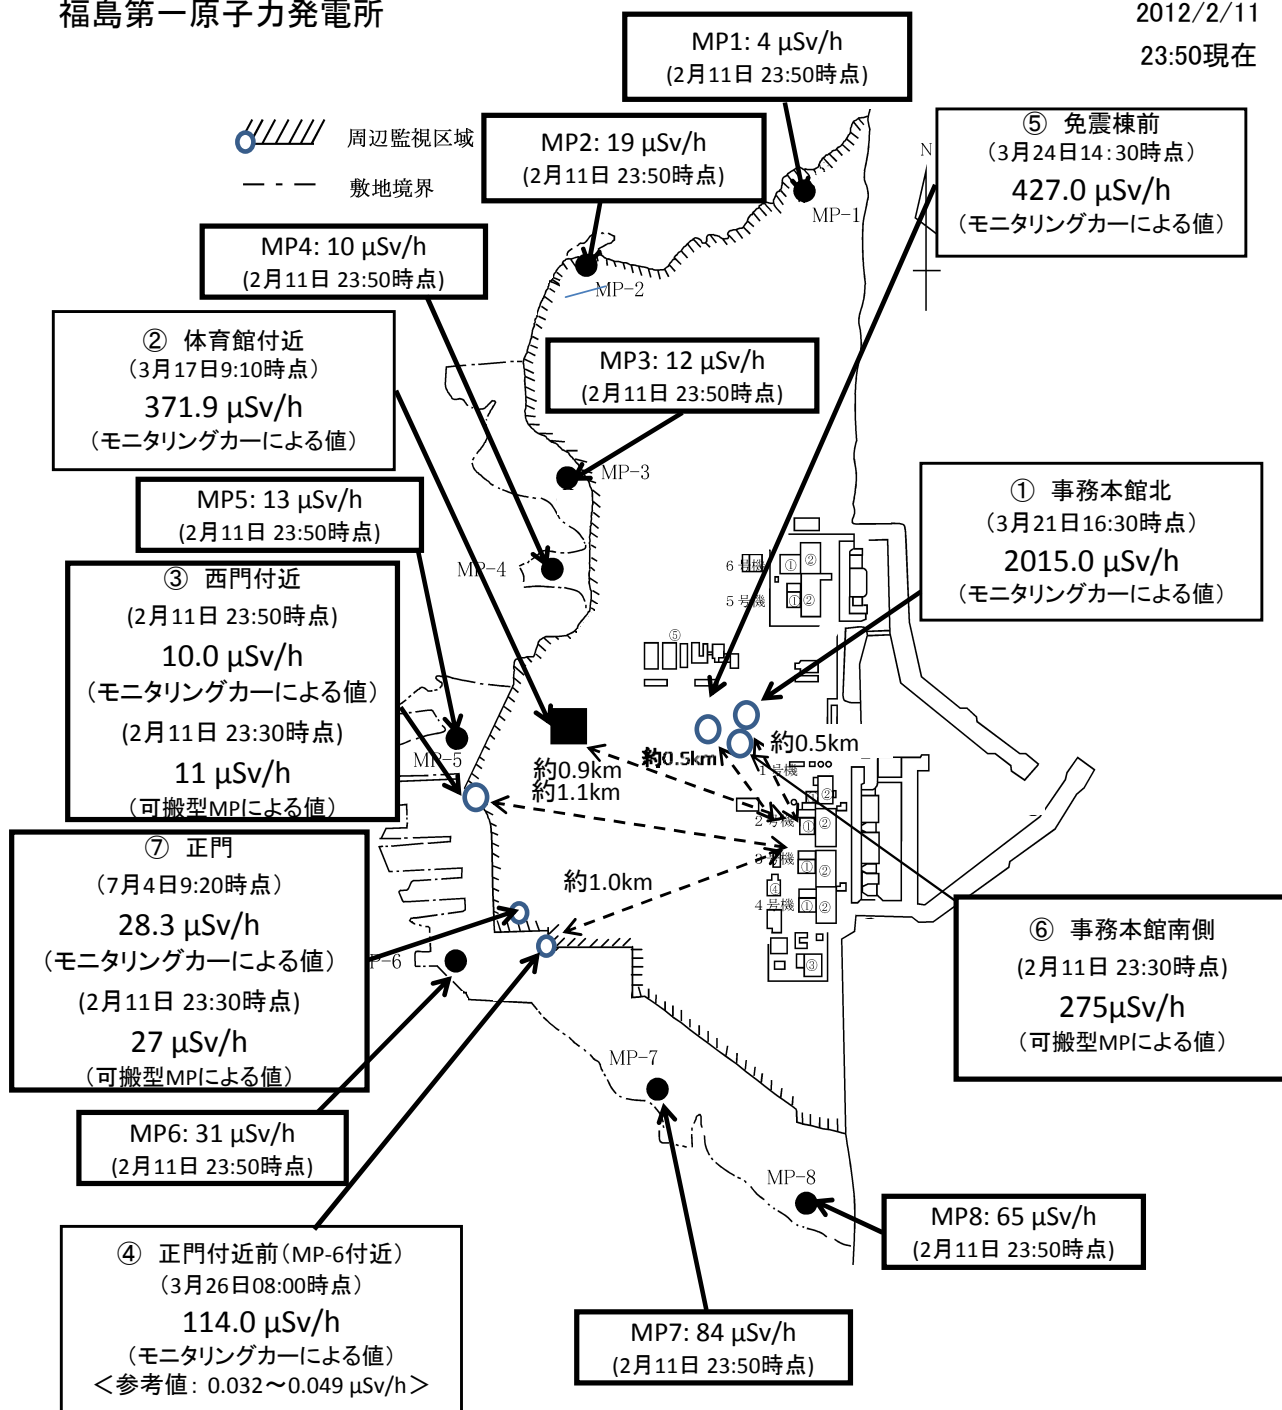 福島第一原子力発電所
2012/2/11
23:50現在
MP1: 4 μSv/h
(2月11日 23:50時点)
周辺監視区域
敷地境界
MP2: 19 μSv/h
(2月11日 23:50時点)
⑤ 免震棟前
(3月24日14:30時点)
427.0 μSv/h
(モニタリングカーによる値)
N
MP-1
MP4: 10 μSv/h
(2月11日 23:50時点)
MP-2
② 体育館付近
(3月17日9:10時点)
371.9 μSv/h
(モニタリングカーによる値)
MP3: 12 μSv/h
(2月11日 23:50時点)
MP-3
MP5: 13 μSv/h
(2月11日 23:50時点)
① 事務本館北
(3月21日16:30時点)
2015.0 μSv/h
(モニタリングカーによる値)
MP-4
6号機
① ②
5号機
① ②
③ 西門付近
(2月11日 23:50時点)
10.0 μSv/h
(モニタリングカーによる値)
(2月11日 23:30時点)
11 μSv/h
(可搬型MPによる値)
⑤
MP-5
約0.9km
約1.1km
約0.5km
約0.5km
1号機
②
2号機
① ②
3号機
① ②
④
4号機
① ②
③
約1.0km
⑦ 正門
(7月4日9:20時点)
28.3 μSv/h
(モニタリングカーによる値)
(2月11日 23:30時点)
27 μSv/h
(可搬型MPによる値)
P-6
⑥ 事務本館南側
(2月11日 23:30時点)
275μSv/h
(可搬型MPによる値)
MP-7
MP6: 31 μSv/h
(2月11日 23:50時点)
MP-8
MP8: 65 μSv/h
(2月11日 23:50時点)
④ 正門付近前(MP-6付近)
(3月26日08:00時点)
114.0 μSv/h
(モニタリングカーによる値)
<参考値: 0.032~0.049 μSv/h>
MP7: 84 μSv/h
(2月11日 23:50時点)